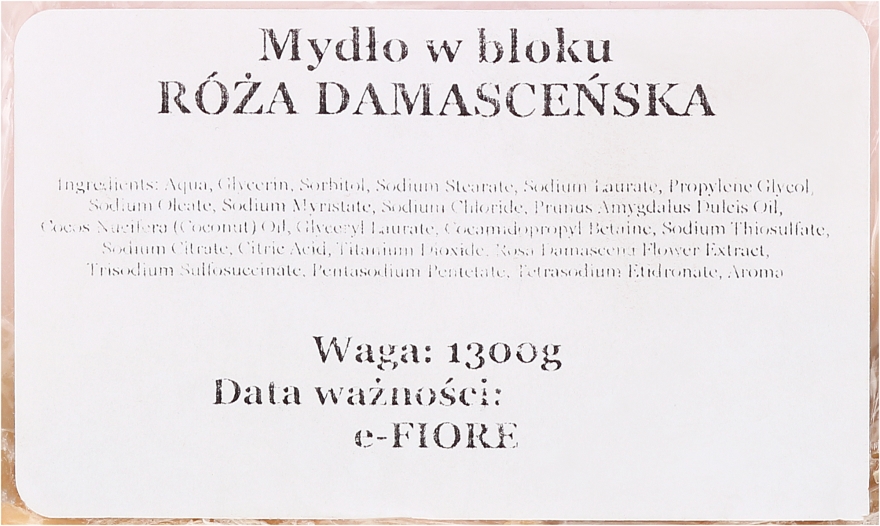 Mydło w bloku
RÓŻA DAMASCEŃSKA
Ingredients: Aqua, Glycerin, Sorbitol, Sodium Stearate, Sodium Laurate, Propylene Glycol,
Sodium Oleate, Sodium Myristate, Sodium Chloride, Prunus Amygdalus Dulcis Oil,
Cocos Nucifera (Coconut) Oil, Glyceryl Laurate, Cocamadopropyl Betaine, Sodium Thiosulfate,
Sodium Citrate, Citric Acid, Titanium Dioxide, Rosa Damascena Flower Extract,
Trisodium Sulfosuccinate, Pentasodium Pentetate, Tetrasodium Etidronate, Aroma
Waga: 1300g
Data ważności:
e-FIORE